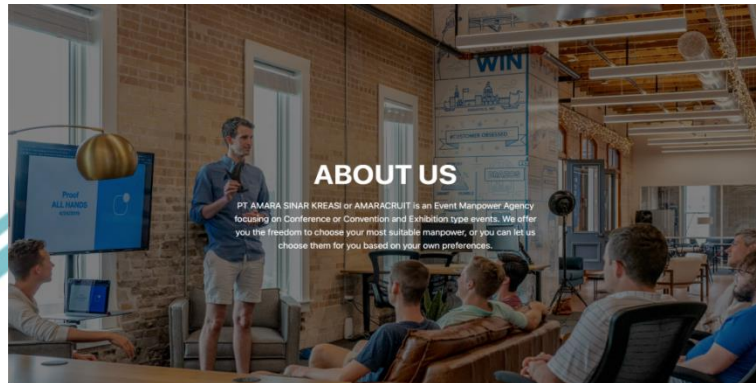 WIN
ABOUT US
PT AMARA SINAR KREASI or AMARACRUIT is an Event Manpower Agency
focusing on Conference or Convention and Exhibition type events. We offer
you the freedom to choose your most suitable manpower, or you can let us
choose them for you based on your own preferences.
Proof
ALL HANDS